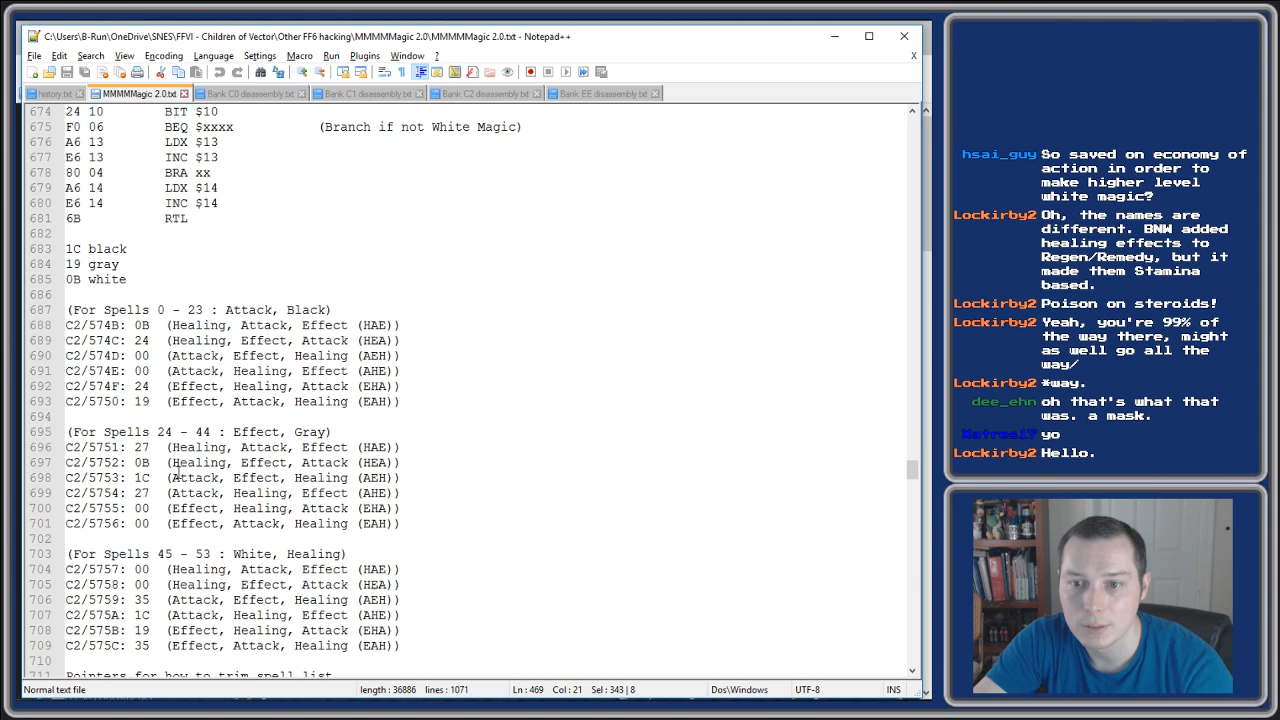 C:\Users\B-Run\OneDrive\SNES\FFVI - Children of Vector\Other FF6 hacking\MMMMMagic 2.0\MMMMMagic 2.0.txt - Notepad++
File Edit Search View Encoding Language Settings Macro Run Plugins Window ? X
history.txt MMMMMagic 2.0.txt Bank C0 disassembly.txt Bank C1 disassembly.txt Bank C2 disassembly.txt Bank EE disassembly.txt
674 24 10 BIT $10
675 F0 06 BEQ $xxxx (Branch if not White Magic)
676 A6 13 LDX $13
677 E6 13 INC $13
678 80 04 BRA xx
679 A6 14 LDX $14
680 E6 14 INC $14
681 6B RTL
682
683 1C black
684 19 gray
685 0B white
686
687 (For Spells 0 - 23 : Attack, Black)
688 C2/574B: 0B (Healing, Attack, Effect (HAE))
689 C2/574C: 24 (Healing, Effect, Attack (HEA))
690 C2/574D: 00 (Attack, Effect, Healing (AEH))
691 C2/574E: 00 (Attack, Healing, Effect (AHE))
692 C2/574F: 24 (Effect, Healing, Attack (EHA))
693 C2/5750: 19 (Effect, Attack, Healing (EAH))
694
695 (For Spells 24 - 44 : Effect, Gray)
696 C2/5751: 27 (Healing, Attack, Effect (HAE))
697 C2/5752: 0B (Healing, Effect, Attack (HEA))
698 C2/5753: 1C (Attack, Effect, Healing (AEH))
699 C2/5754: 27 (Attack, Healing, Effect (AHE))
700 C2/5755: 00 (Effect, Healing, Attack (EHA))
701 C2/5756: 00 (Effect, Attack, Healing (EAH))
702
703 (For Spells 45 - 53 : White, Healing)
704 C2/5757: 00 (Healing, Attack, Effect (HAE))
705 C2/5758: 00 (Healing, Effect, Attack (HEA))
706 C2/5759: 35 (Attack, Effect, Healing (AEH))
707 C2/575A: 1C (Attack, Healing, Effect (AHE))
708 C2/575B: 19 (Effect, Healing, Attack (EHA))
709 C2/575C: 35 (Effect, Attack, Healing (EAH))
710
711 Pointers for how to trim spell list
Normal text file length : 36886 lines : 1071 Ln : 469 Col : 21 Sel : 343 | 8 Dos\Windows UTF-8 INS
hsai_guy So saved on economy of
action in order to
make higher level
white magic?
Lockirby2 Oh, the names are
different. BNW added
healing effects to
Regen/Remedy, but it
made them Stamina
based.
Lockirby2 Poison on steroids!
Lockirby2 Yeah, you're 99% of
the way there, might
as well go all the
way/
Lockirby2 *way.
dee_ehn oh that's what that
was. a mask.
yo
Lockirby2 Hello.